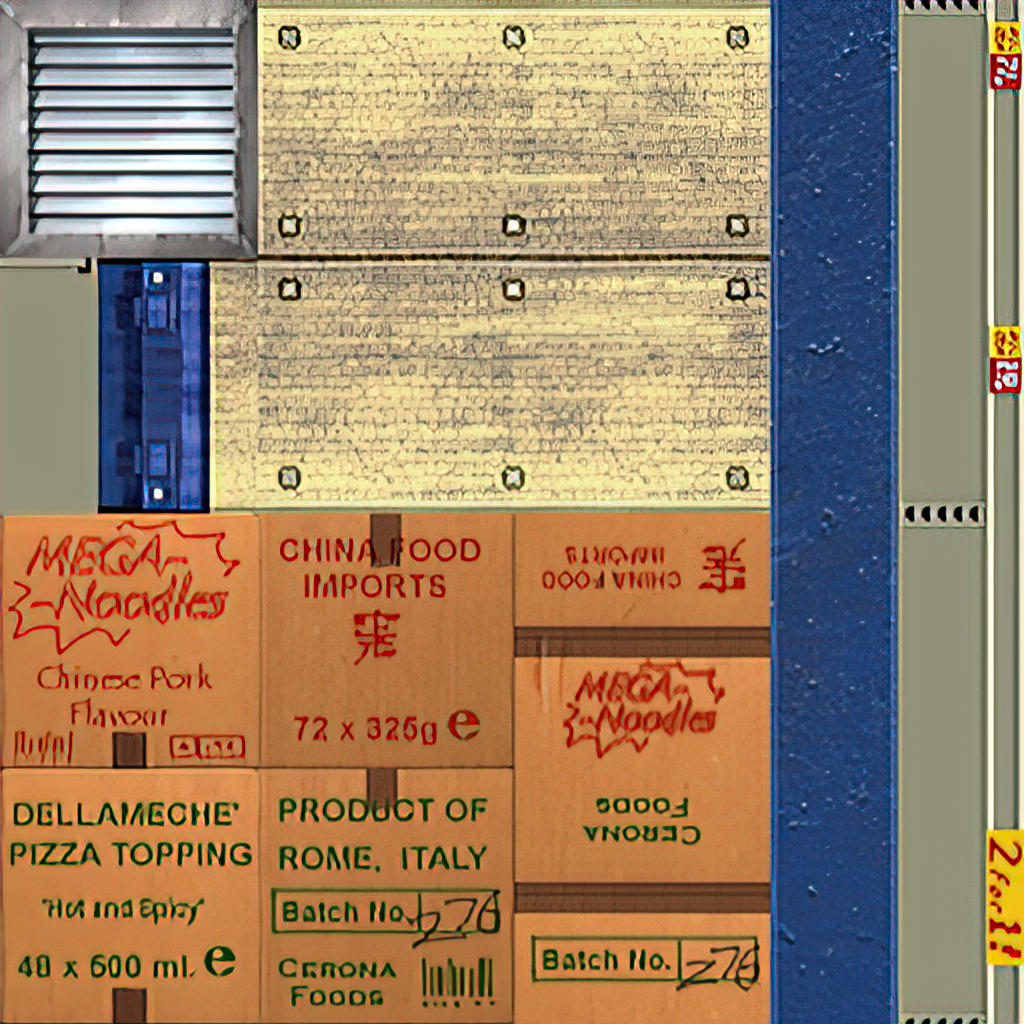 MEGA-
Noodles
Chinese Pork
Flavour
CHINA FOOD
IMPORTS
72 x 325g e
CHINA FOOD
IMPORTS
MEGA-
Noodles
CERONA
FOODS
DELLAMECHE'
PIZZA TOPPING
"Hot and Spicy"
48 x 600 ml. e
PRODUCT OF
ROME, ITALY
Batch No. 276
CERONA
FOODS
Batch No. 276
2 for 1!